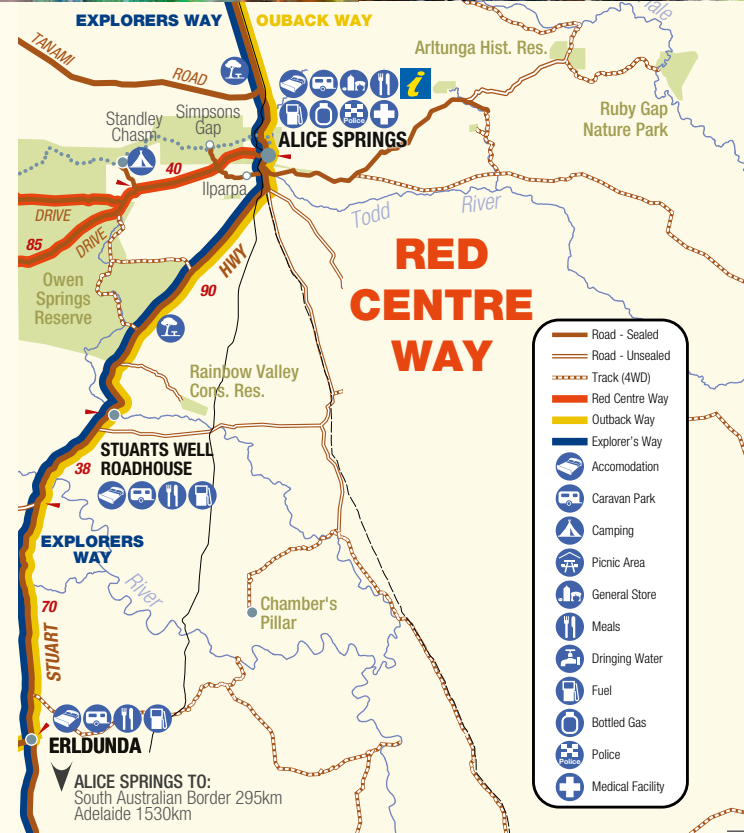 EXPLORERS WAY
OUBACK WAY
TANAMI
ROAD
Arltunga Hist. Res.
Ruby Gap
Nature Park
Police
Standley
Chasm
Simpsons
Gap
ALICE SPRINGS
40
Ilparpa
DRIVE
85
DRIVE
HWY
Todd
River
Owen
Springs
Reserve
90
RED
CENTRE
WAY
Rainbow Valley
Cons. Res.
STUARTS WELL
ROADHOUSE
38
EXPLORERS
WAY
River
70
STUART
Chamber's
Pillar
ERLDUNDA
ALICE SPRINGS TO:
South Australian Border 295km
Adelaide 1530km
Road - Sealed
Road - Unsealed
Track (4WD)
Red Centre Way
Outback Way
Explorer's Way
Accomodation
Caravan Park
Camping
Picnic Area
General Store
Meals
Dringing Water
Fuel
Bottled Gas
Police
Police
Medical Facility